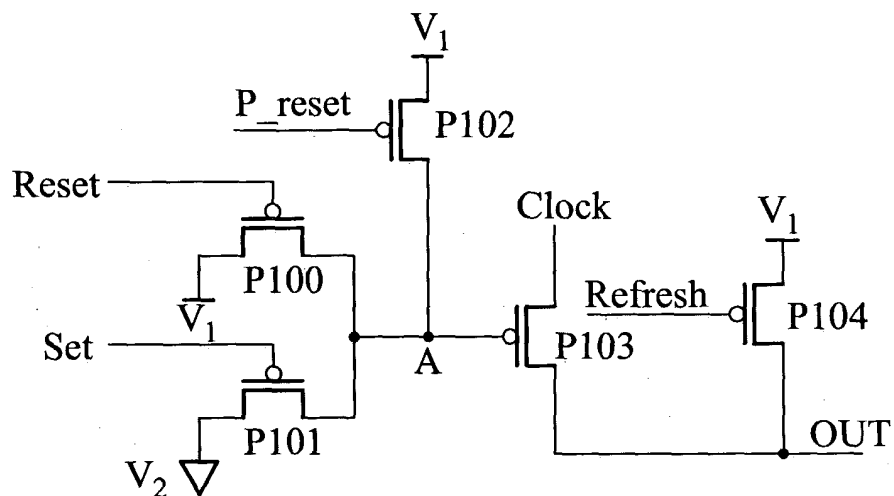 V1
P_reset
P102
Reset
Clock
V1
P100
V1
Refresh
P104
Set
A
P103
P101
V2
OUT